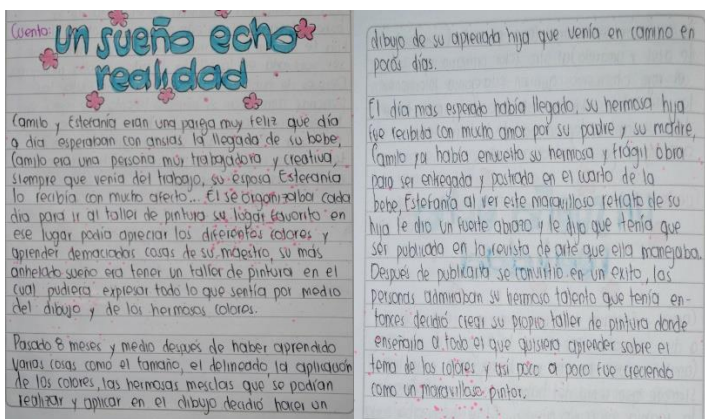 Cuento: Un sueño echo
realidad
Camilo y Estefanía eran una pareja muy feliz que día
a día esperaban con ansias la llegada de su bebe,
Camilo era una persona muy trabajadora y creativa,
siempre que venia del trabajo, su esposa Estefanía
lo recibía con mucho afecto... El se organizaba cada
día para ir al taller de pintura su lugar favorito en
ese lugar podía apreciar los diferentes colores y
aprender demaciadas cosas de su maestro, su más
anhelado sueño era tener un taller de pintura en el
cual pudiera expresar todo lo que sentía por medio
del dibujo y de los hermosos colores.
Pasado 8 meses y medio después de haber aprendido
varias cosas como el tamaño, el delineado, la aplicación
de los colores, las hermosas mesclas que se podían
realizar y aplicar en el dibujo decidió hacer un
dibujo de su apreciada hija que venía en camino en
pocos días.
El día mas esperado había llegado, su hermosa hija
fue recibida con mucho amor por su padre y su madre,
Camilo ya había envuelto su hermosa y frágil obra
para ser entregada y postrada en el cuarto de la
bebe, Estefanía al ver este maravilloso retrato de su
hija le dio un fuerte abrazo y le dijo que tenía que
ser publicado en la revista de arte que ella manejaba.
Después de publicarlo se convirtió en un exito, las
personas admiraban su hermoso talento que tenía en-
tonces decidió crear su propio taller de pintura donde
enseñaría a todo el que quisiera aprender sobre el
tema de los colores y así poco a poco fue creciendo
como un maravilloso pintor.